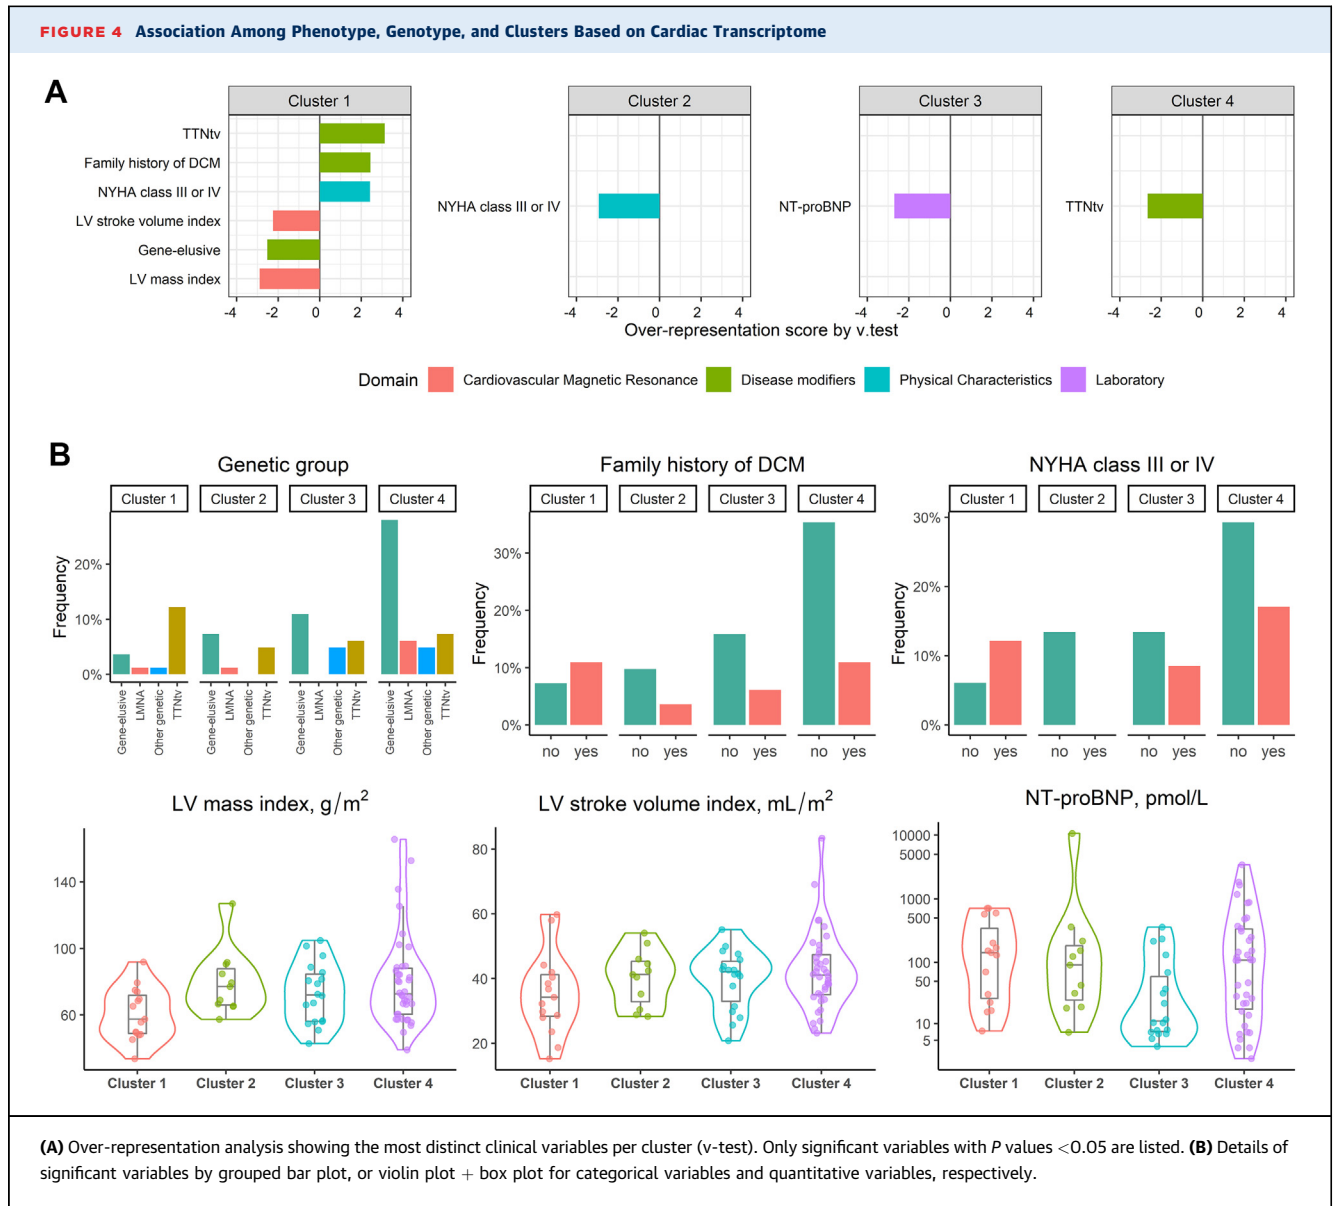 FIGURE 4 Association Among Phenotype, Genotype, and Clusters Based on Cardiac Transcriptome
A
Cluster 1
Cluster 2
Cluster 3
Cluster 4
TTNtv
Family history of DCM
NYHA class III or IV
LV stroke volume index
Gene-elusive
LV mass index
NYHA class III or IV
NT-proBNP
TTNtv
-4 -2 0 2 4
-4 -2 0 2 4
-4 -2 0 2 4
-4 -2 0 2 4
Over-representation score by v.test
Domain Cardiovascular Magnetic Resonance Disease modifiers Physical Characteristics Laboratory
B
Genetic group
Cluster 1 Cluster 2 Cluster 3 Cluster 4
Frequency
20%
10%
0%
Gene-elusive LMNA Other genetic TTNtv
Gene-elusive LMNA Other genetic TTNtv
Gene-elusive LMNA Other genetic TTNtv
Gene-elusive LMNA Other genetic TTNtv
Family history of DCM
Cluster 1 Cluster 2 Cluster 3 Cluster 4
Frequency
30%
20%
10%
0%
no yes no yes no yes no yes
NYHA class III or IV
Cluster 1 Cluster 2 Cluster 3 Cluster 4
Frequency
30%
20%
10%
0%
no yes no yes no yes no yes
LV mass index, g/m²
140
100
60
Cluster 1 Cluster 2 Cluster 3 Cluster 4
LV stroke volume index, mL/m²
80
60
40
20
Cluster 1 Cluster 2 Cluster 3 Cluster 4
NT-proBNP, pmol/L
10000
5000
1000
500
100
50
10
5
Cluster 1 Cluster 2 Cluster 3 Cluster 4
(A) Over-representation analysis showing the most distinct clinical variables per cluster (v-test). Only significant variables with P values <0.05 are listed. (B) Details of
significant variables by grouped bar plot, or violin plot + box plot for categorical variables and quantitative variables, respectively.